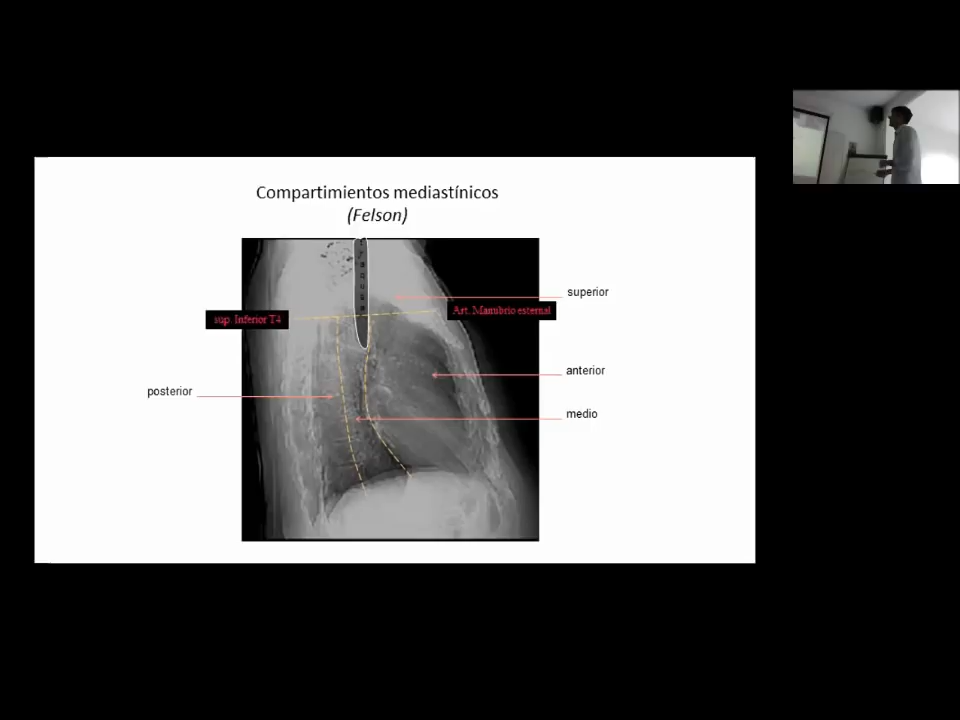 Compartimientos mediastínicos
(Felson)
superior
sup. Inferior T4
Art. Manubrio esternal
anterior
posterior
medio